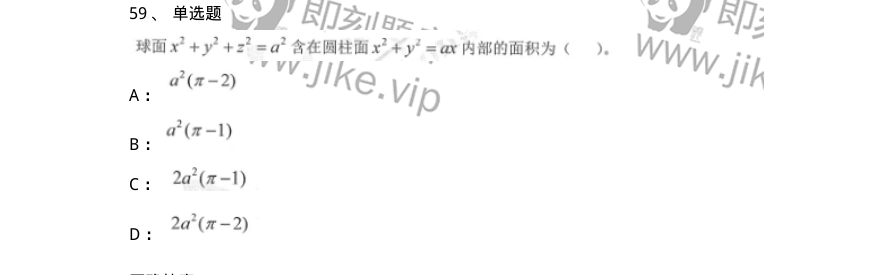 59 、 单选题
即刻题
即
球面 x² + y² + z² = a² 含在圆柱面 x² + y² = ax 内部的面积为（　　）。
www.jike.vip
www.jik
A： a²(π－2)
B： a²(π－1)
C： 2a²(π－1)
D： 2a²(π－2)